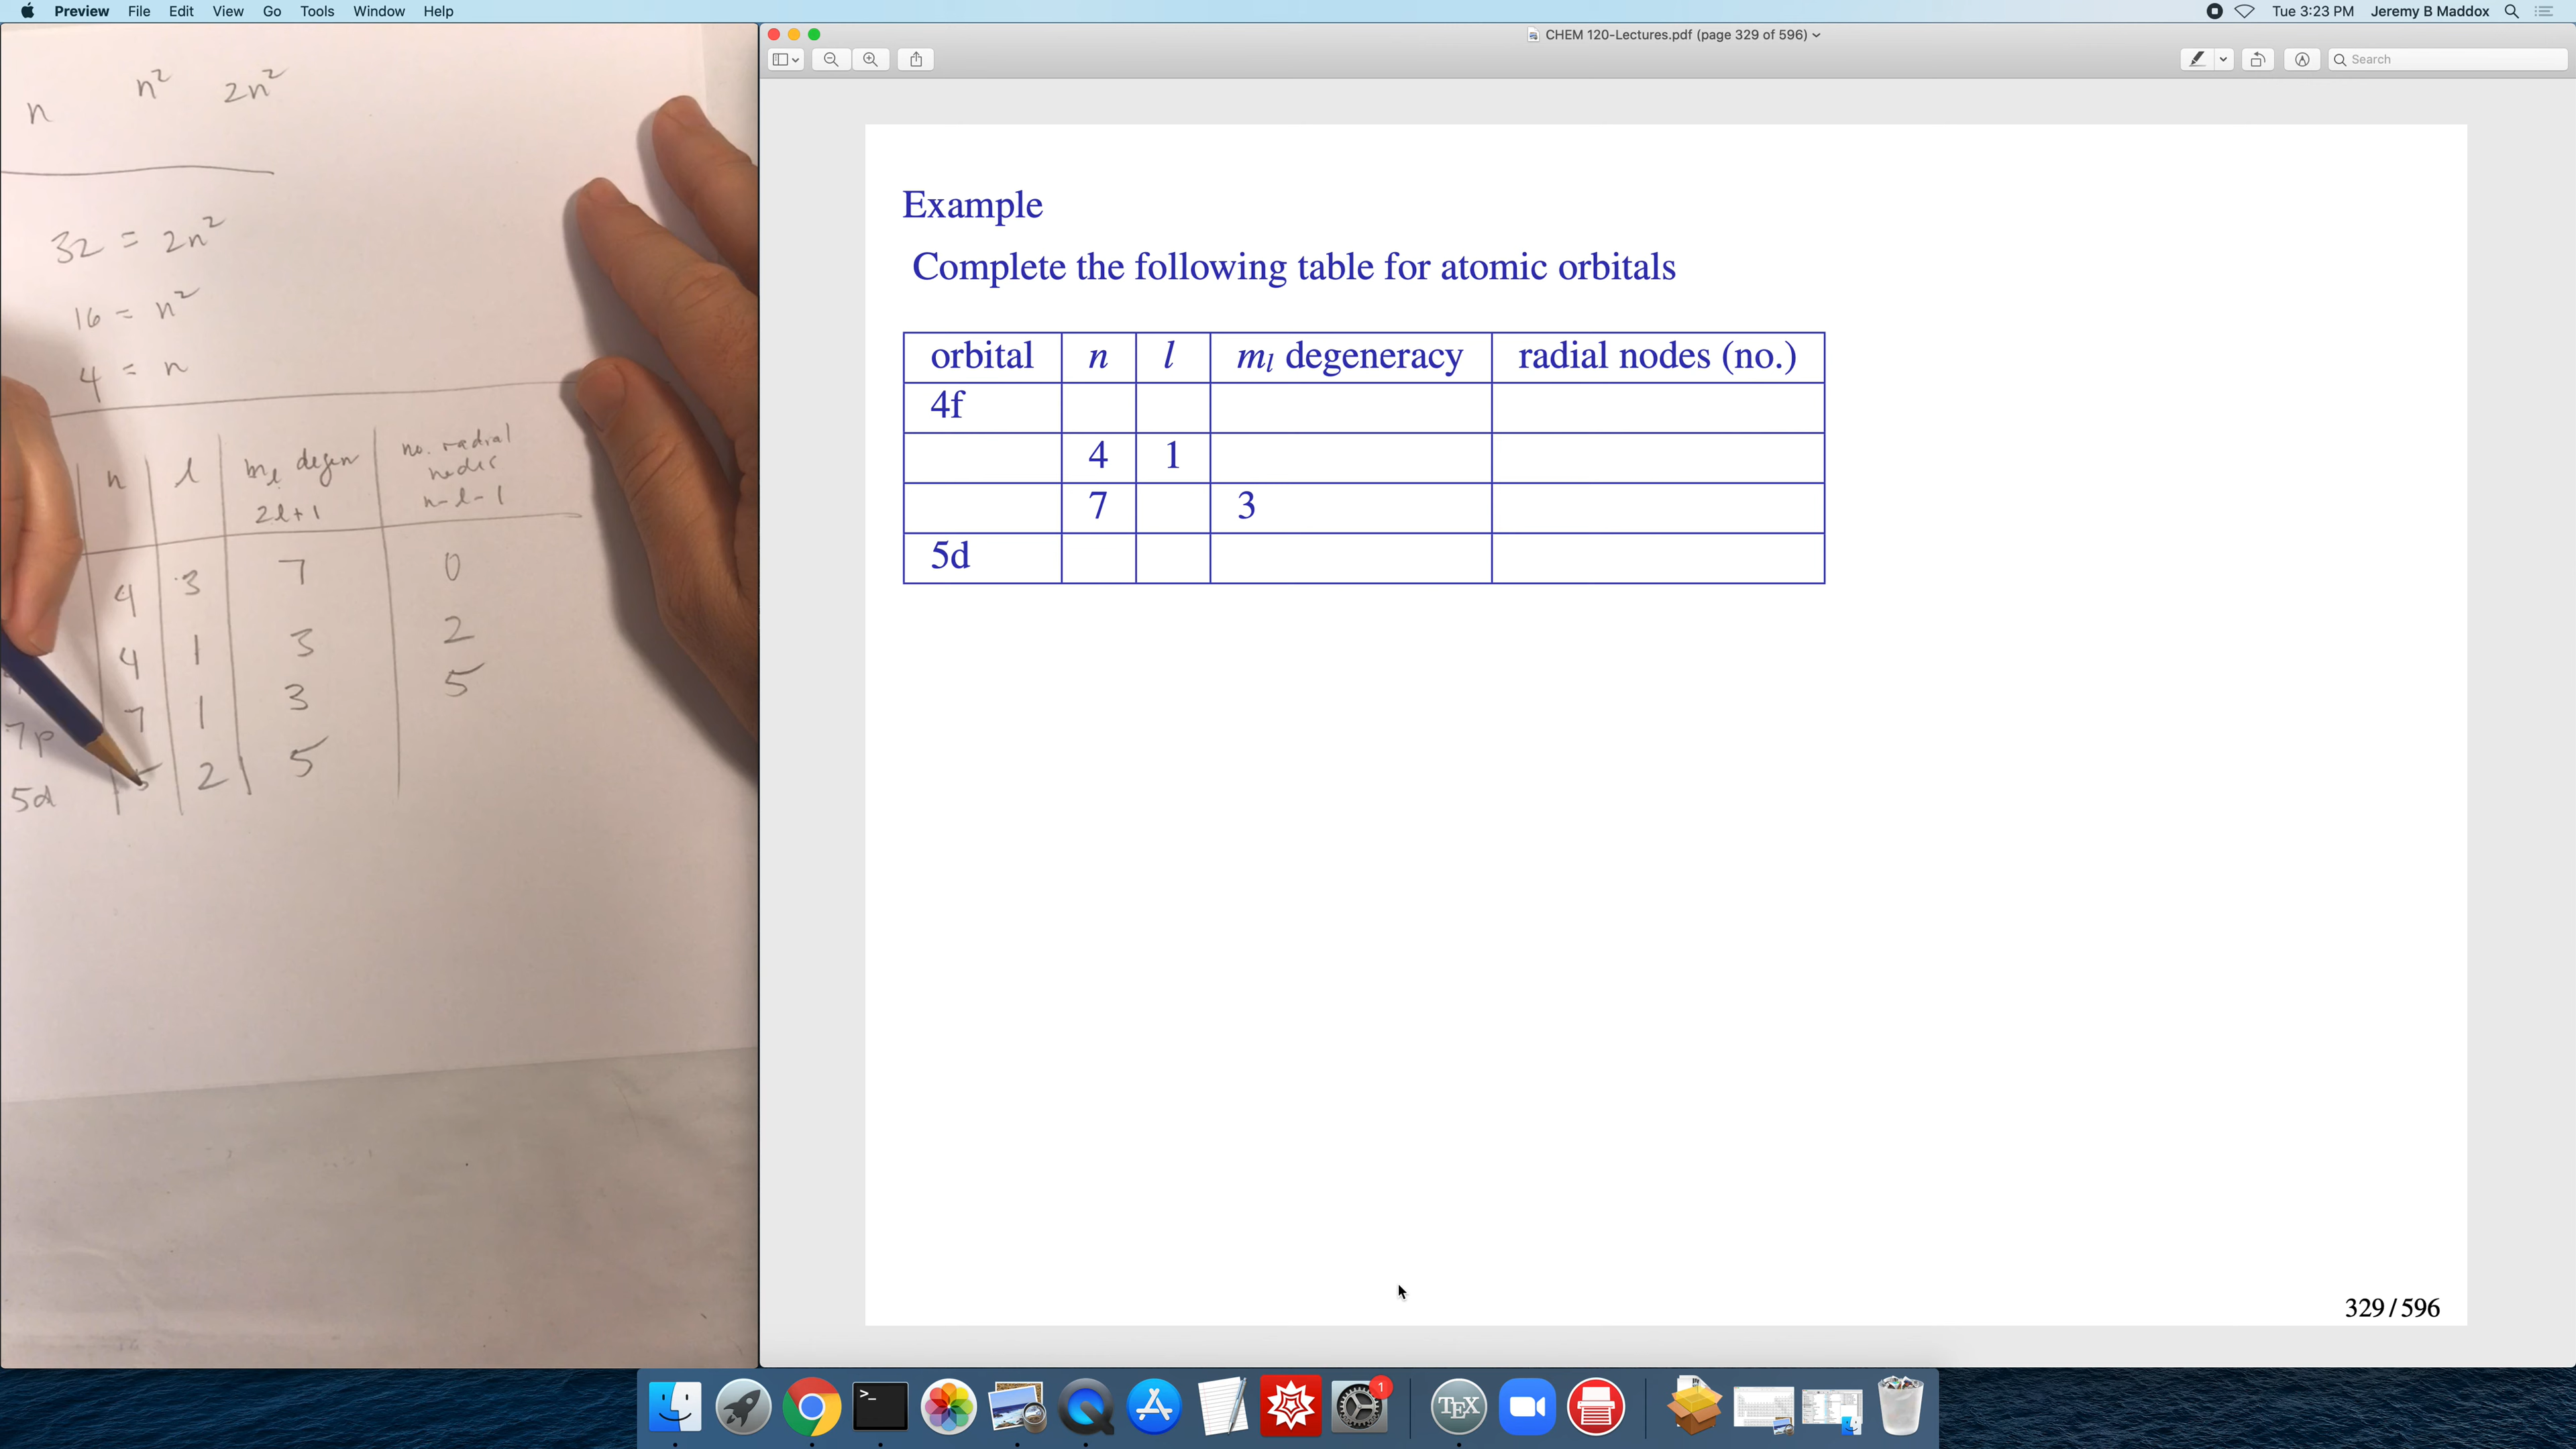 Preview File Edit View Go Tools Window Help
Tue 3:23 PM Jeremy B Maddox
n n² 2n²
32 = 2n²
16 = n²
4 = n
n l mₗ degen no. radial
nodes
2l+1 n-l-1
4 3 7 0
4 1 3 2
7p 7 1 3 5
5d 5 2 5
CHEM 120-Lectures.pdf (page 329 of 596)
Search
Example
Complete the following table for atomic orbitals
orbital n l mₗ degeneracy radial nodes (no.)
4f
4 1
7 3
5d
329/596
>_
1
TEX